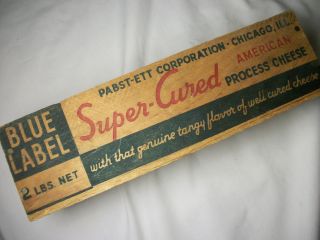 BLUE
LABEL
2 LBS. NET
PABST-ETT CORPORATION · CHICAGO, ILL.
Super-Cured
AMERICAN
PROCESS CHEESE
with that genuine tangy flavor of well cured cheese